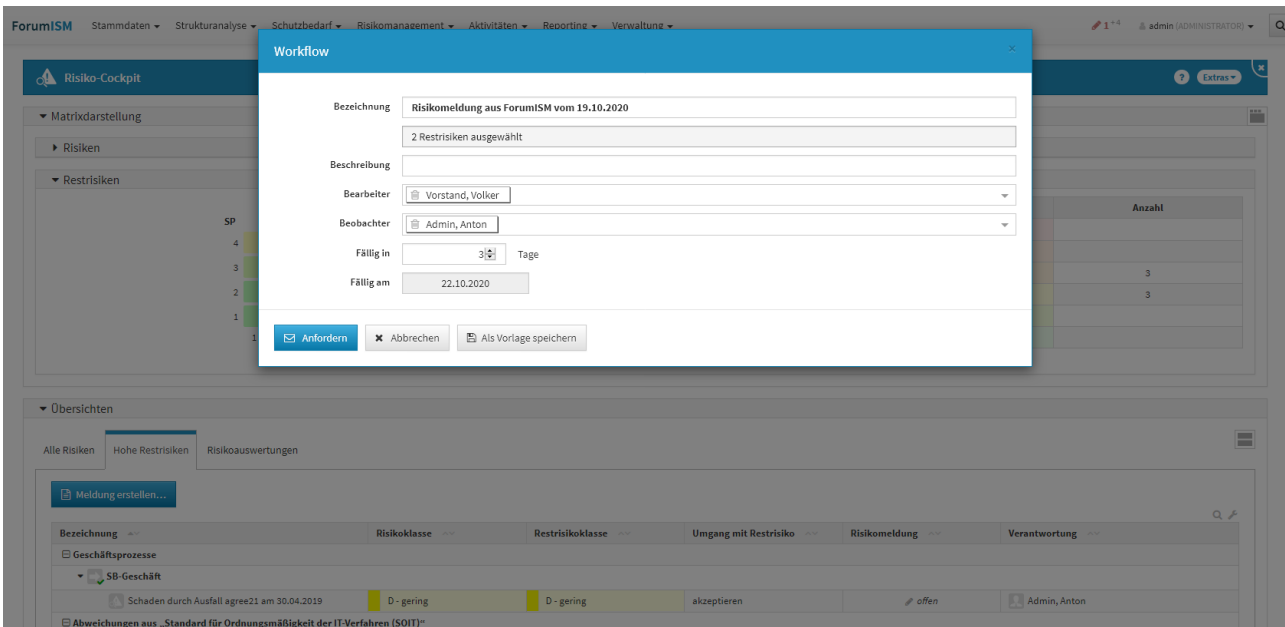 ForumISM Stammdaten Strukturanalyse Schutzbedarf Risikomanagement Aktivitäten Reporting Verwaltung 1 +4 admin (ADMINISTRATOR)
Workflow
Risiko-Cockpit ? Extras
Bezeichnung Risikomeldung aus ForumISM vom 19.10.2020
Matrixdarstellung
2 Restrisiken ausgewählt
Risiken
Beschreibung
Restrisiken
Bearbeiter Vorstand, Volker
Anzahl
SP Beobachter Admin, Anton
4
Fällig in 3 Tage
3 3
Fällig am 22.10.2020
2 3
1
1 Anfordern Abbrechen Als Vorlage speichern
Übersichten
Alle Risiken Hohe Restrisiken Risikoauswertungen
Meldung erstellen...
Bezeichnung Risikoklasse Restrisikoklasse Umgang mit Restrisiko Risikomeldung Verantwortung
Geschäftsprozesse
SB-Geschäft
Schaden durch Ausfall agree21 am 30.04.2019 D - gering D - gering akzeptieren offen Admin, Anton
Abweichungen aus „Standard für Ordnungsmäßigkeit der IT-Verfahren (SOIT)“